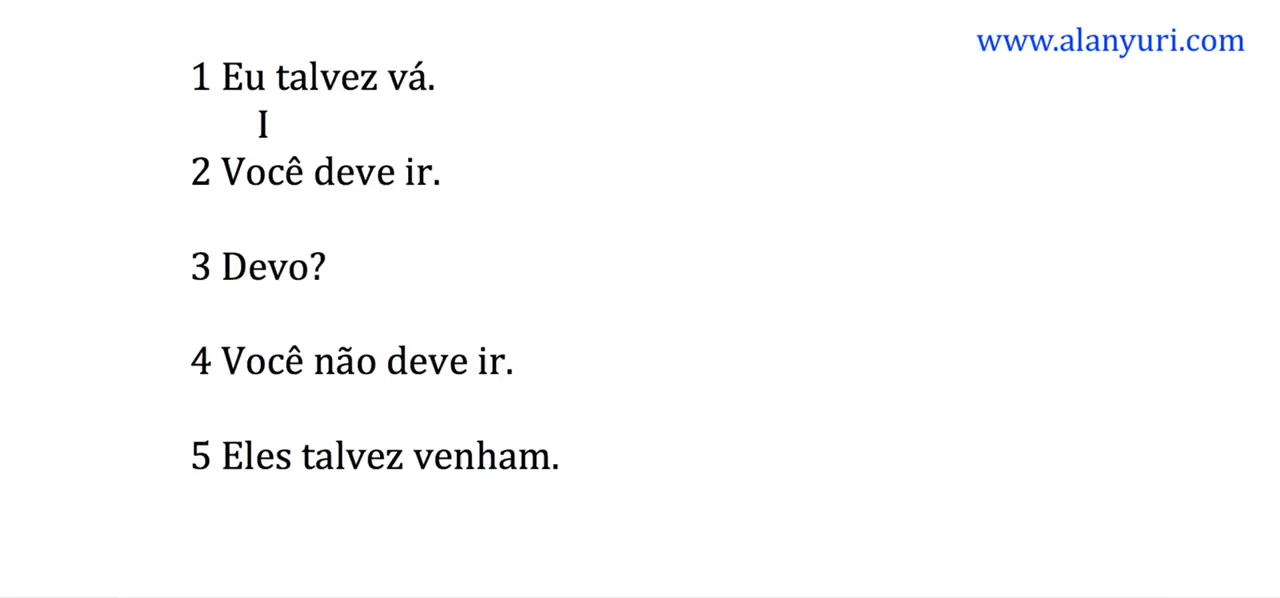 www.alanyuri.com
1 Eu talvez vá.
I
2 Você deve ir.
3 Devo?
4 Você não deve ir.
5 Eles talvez venham.